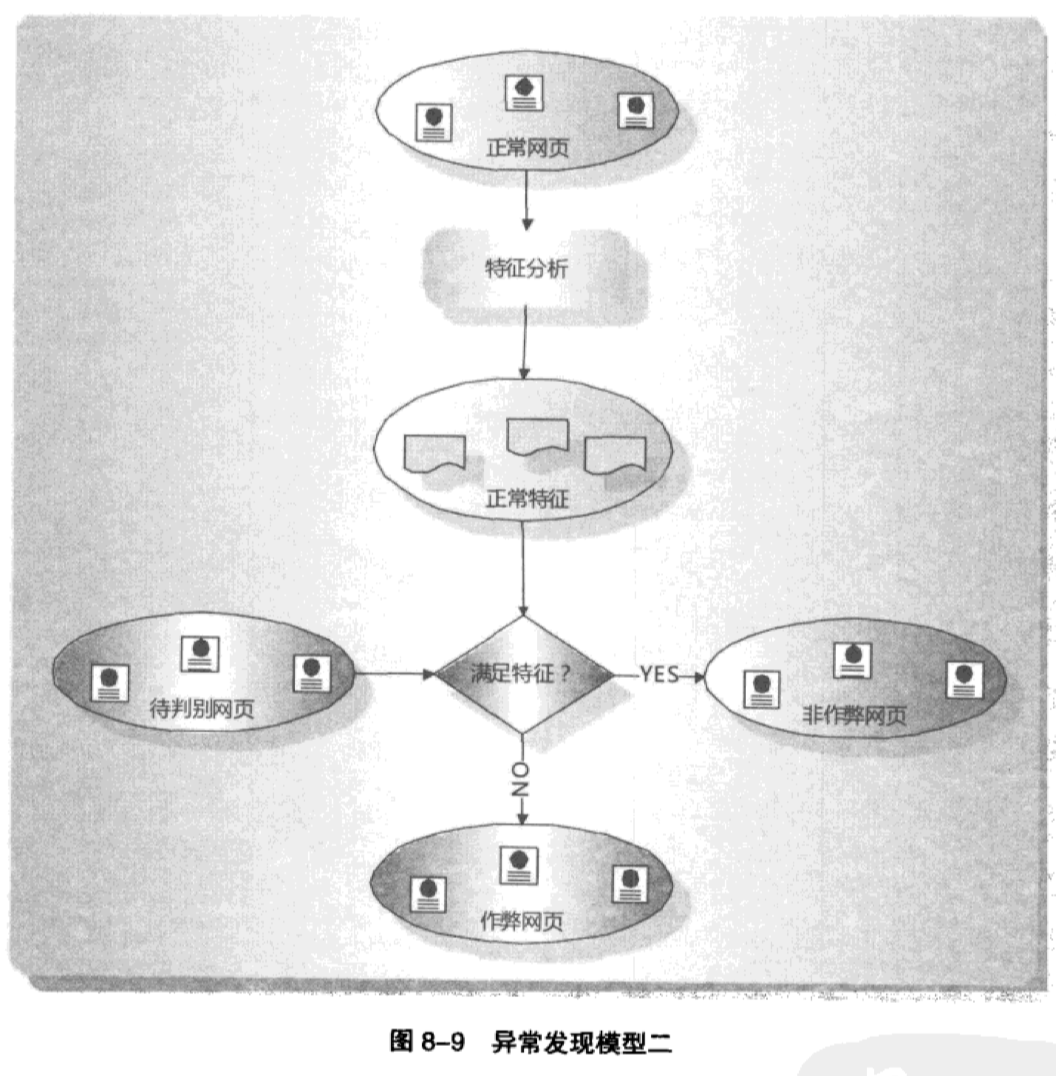 正常网页
特征分析
正常特征
待判别网页
满足特征？
YES
非作弊网页
NO
作弊网页
图 8-9 异常发现模型二